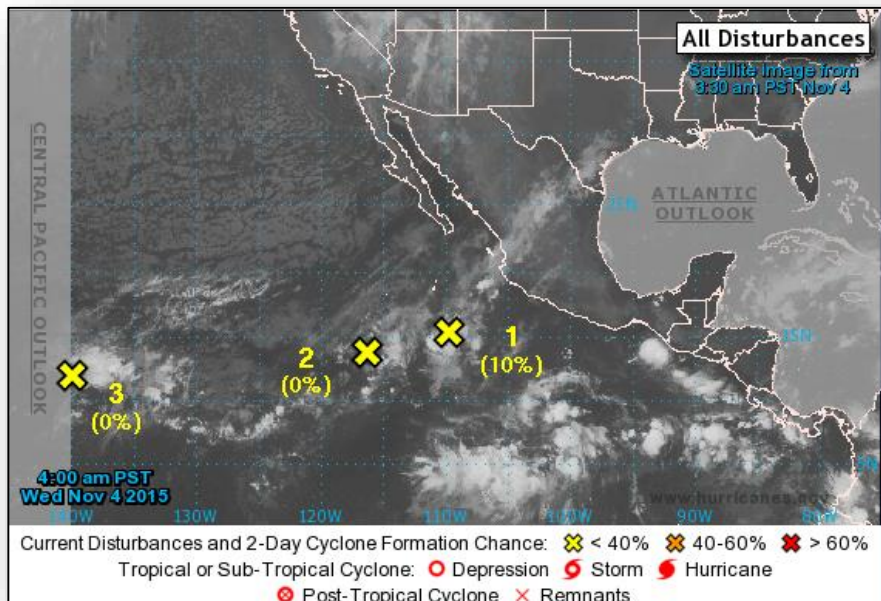 All Disturbances
Satellite Image from
3:30 am PST Nov 4
CENTRAL PACIFIC OUTLOOK
ATLANTIC
OUTLOOK
25N
15N
1
(10%)
2
(0%)
3
(0%)
5N
4:00 am PST
Wed Nov 4 2015
www.hurricanes.gov
140W 130W 120W 110W 100W 90W 80W
Current Disturbances and 2-Day Cyclone Formation Chance: < 40% 40-60% > 60%
Tropical or Sub-Tropical Cyclone: Depression Storm Hurricane
Post-Tropical Cyclone Remnants